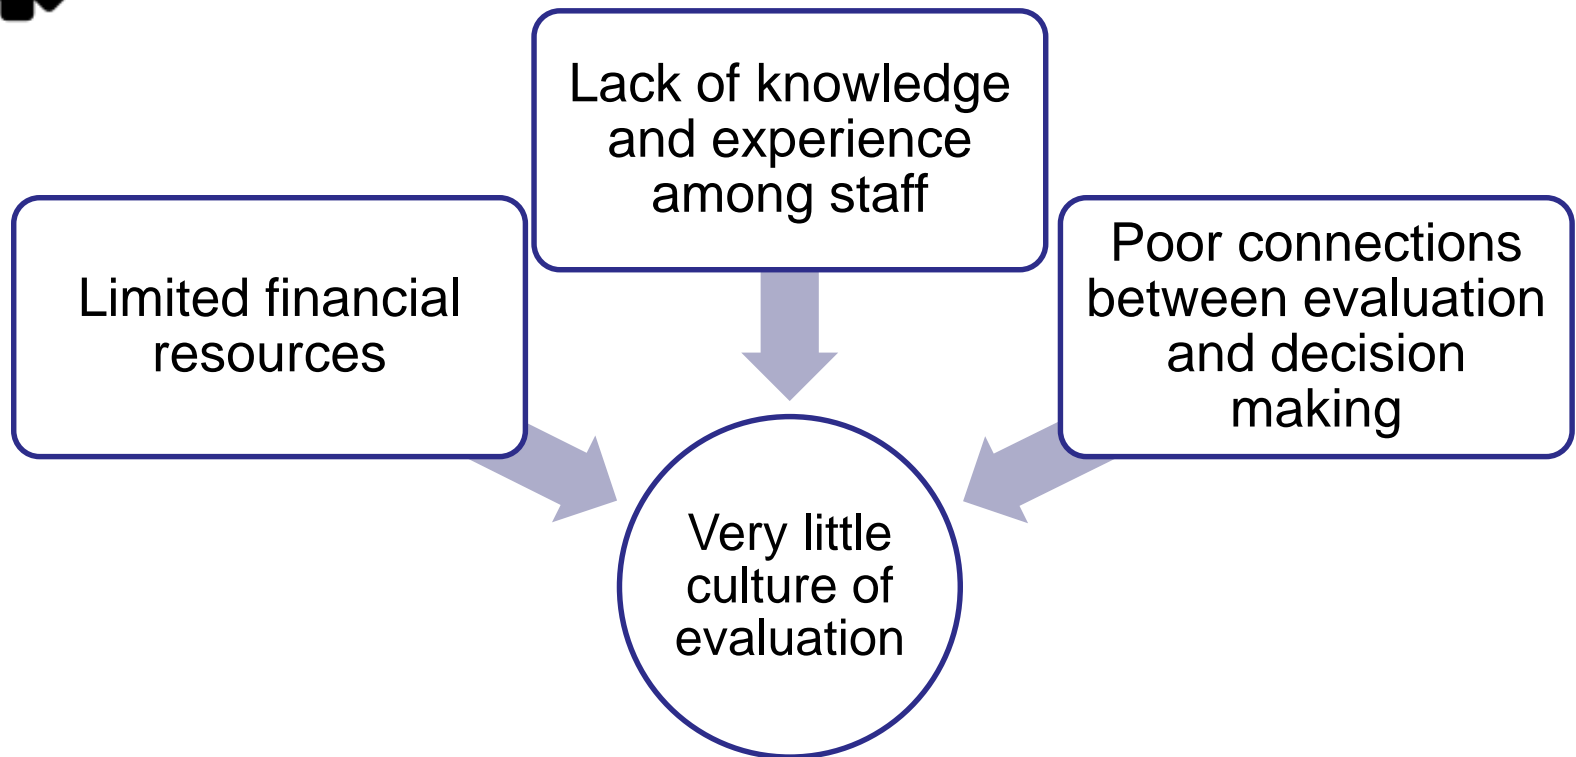 Lack of knowledge
and experience
among staff
Limited financial
resources
Poor connections
between evaluation
and decision
making
Very little
culture of
evaluation